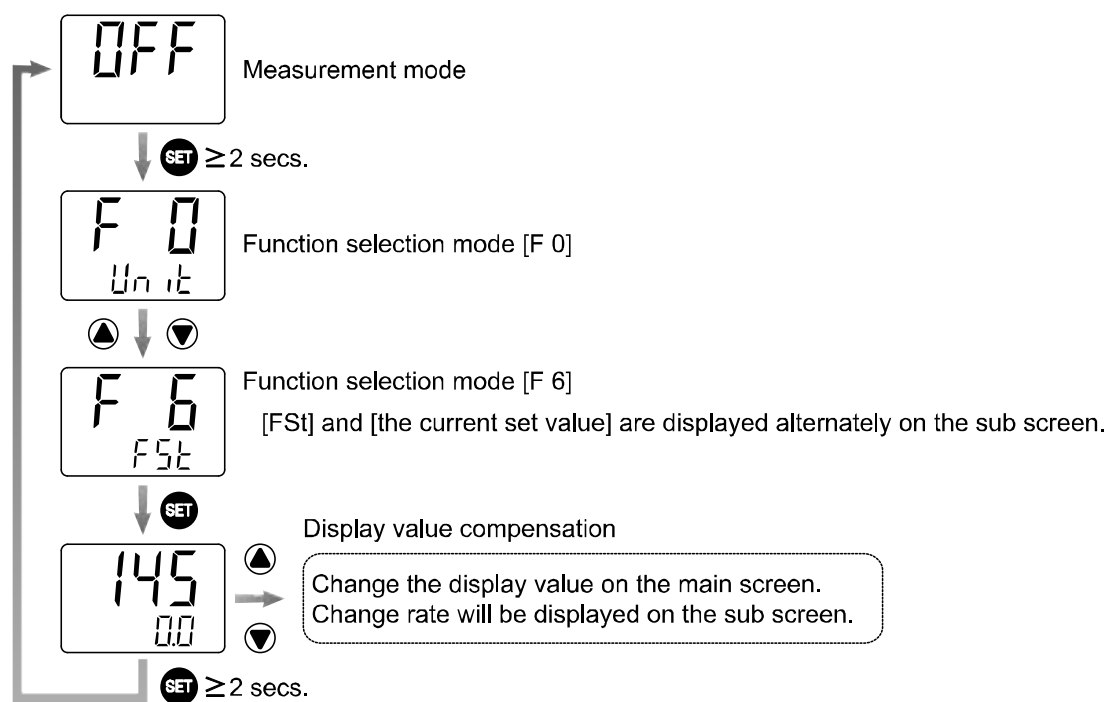 OFF
Measurement mode
SET ≥2 secs.
F 0
Unit
Function selection mode [F 0]
F 6
FSt
Function selection mode [F 6]
[FSt] and [the current set value] are displayed alternately on the sub screen.
SET
145
0.0
Display value compensation
Change the display value on the main screen.
Change rate will be displayed on the sub screen.
SET ≥2 secs.